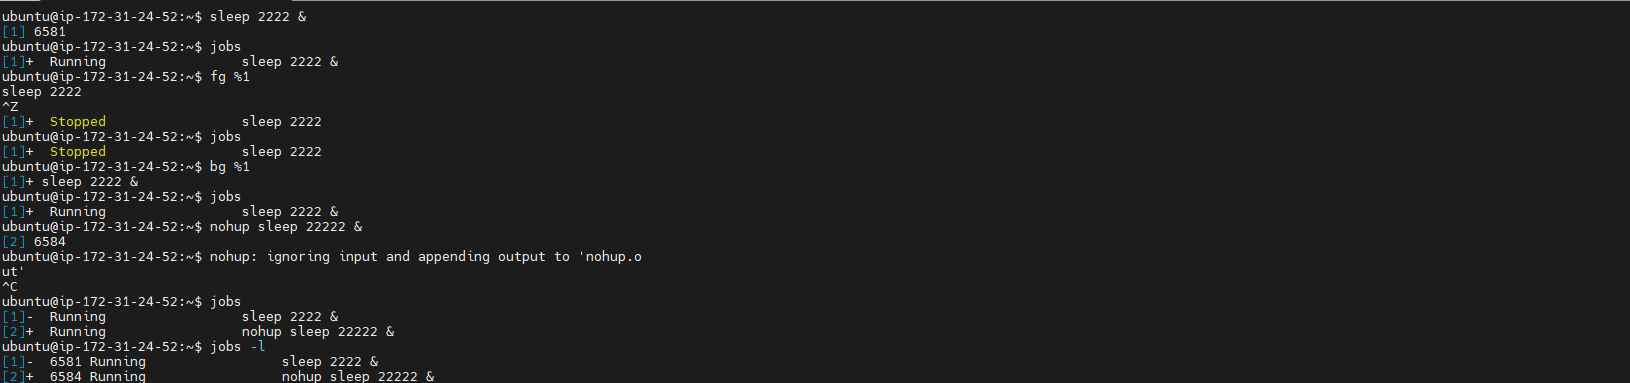 ubuntu@ip-172-31-24-52:~$ sleep 2222 &
[1] 6581
ubuntu@ip-172-31-24-52:~$ jobs
[1]+  Running                 sleep 2222 &
ubuntu@ip-172-31-24-52:~$ fg %1
sleep 2222
^Z
[1]+  Stopped                 sleep 2222
ubuntu@ip-172-31-24-52:~$ jobs
[1]+  Stopped                 sleep 2222
ubuntu@ip-172-31-24-52:~$ bg %1
[1]+ sleep 2222 &
ubuntu@ip-172-31-24-52:~$ jobs
[1]+  Running                 sleep 2222 &
ubuntu@ip-172-31-24-52:~$ nohup sleep 22222 &
[2] 6584
ubuntu@ip-172-31-24-52:~$ nohup: ignoring input and appending output to 'nohup.o
ut'
^C
ubuntu@ip-172-31-24-52:~$ jobs
[1]-  Running                 sleep 2222 &
[2]+  Running                 nohup sleep 22222 &
ubuntu@ip-172-31-24-52:~$ jobs -l
[1]-  6581 Running                 sleep 2222 &
[2]+  6584 Running                 nohup sleep 22222 &